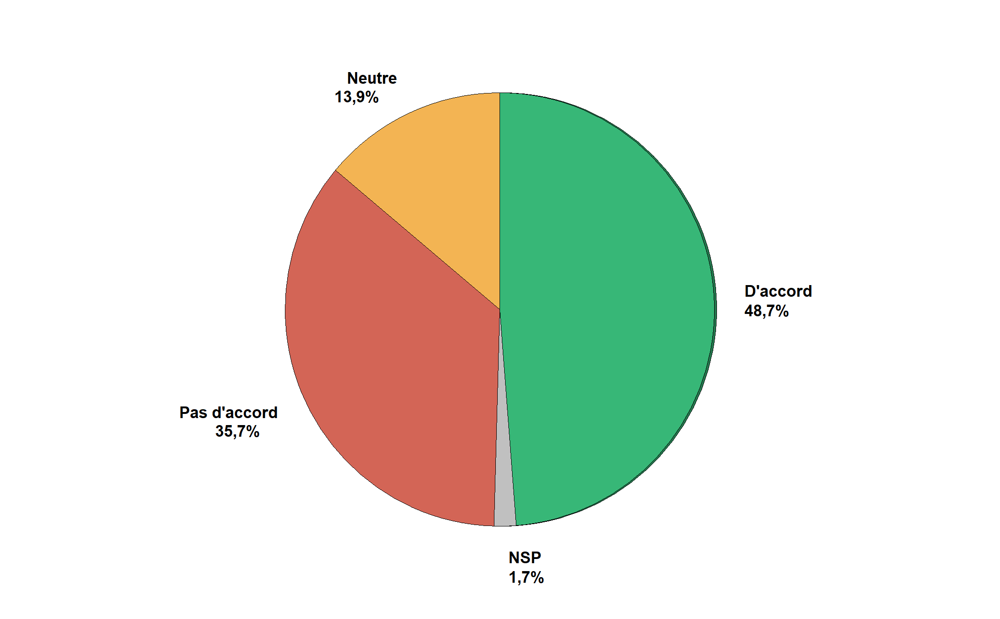 Neutre
13,9%
D'accord
48,7%
Pas d'accord
35,7%
NSP
1,7%